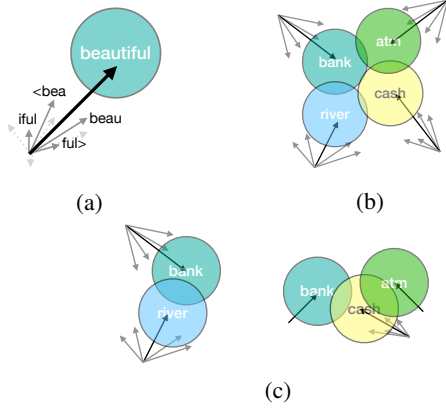 beautiful
<bea
iful
beau
ful>
(a)
atm
bank
cash
river
(b)
bank
river
bank
atm
cash
(c)